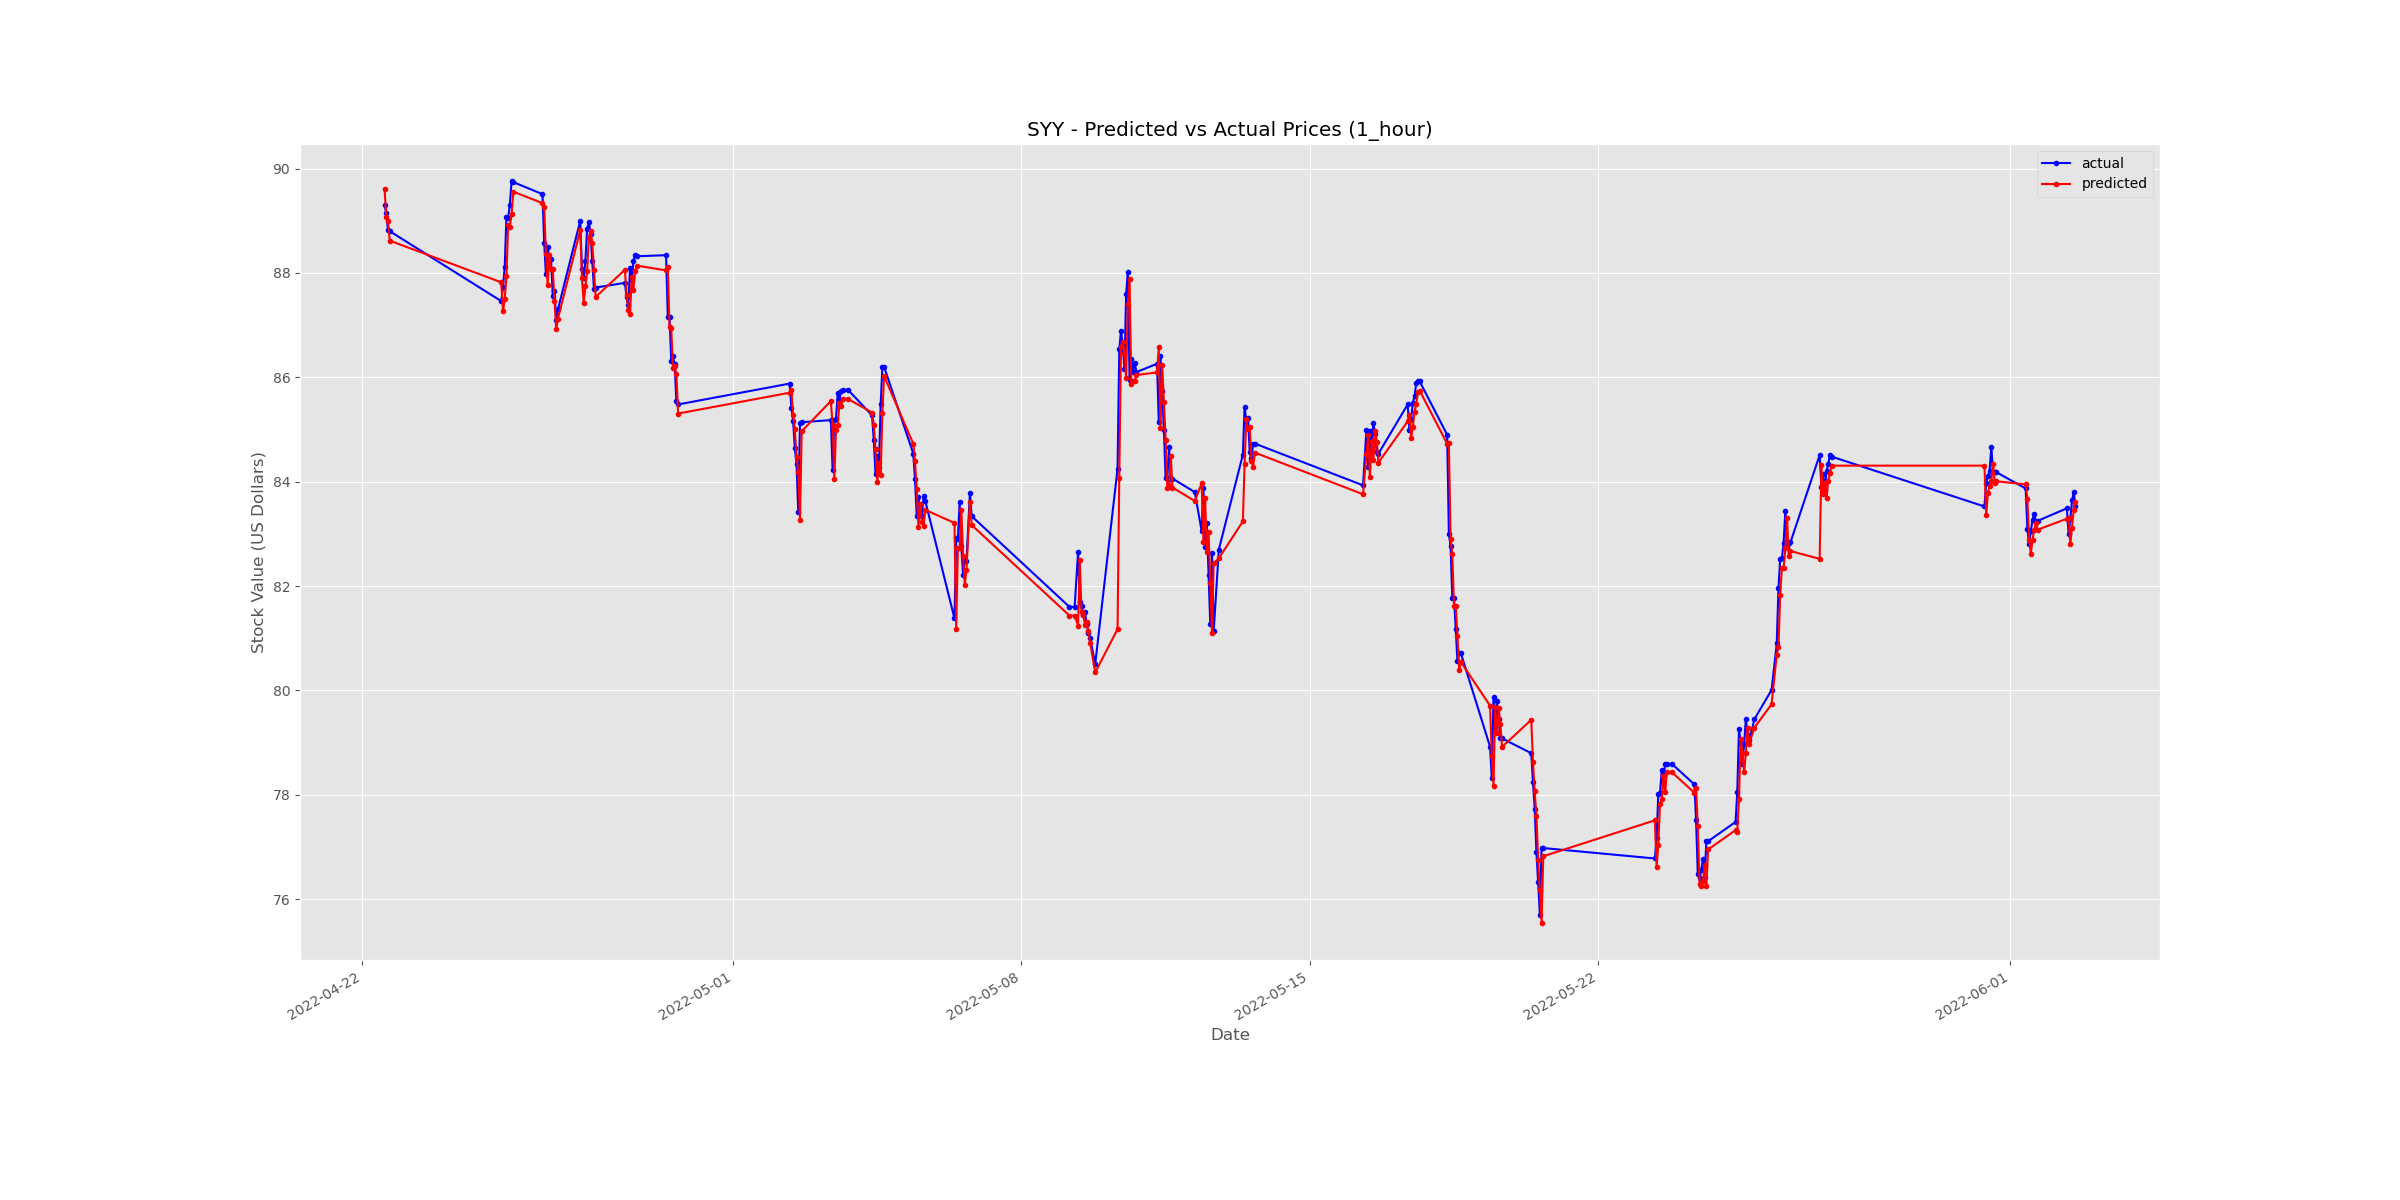 SYY - Predicted vs Actual Prices (1_hour)
actual
predicted
90
88
86
84
82
80
78
76
Stock Value (US Dollars)
2022-04-22
2022-05-01
2022-05-08
2022-05-15
2022-05-22
2022-06-01
Date